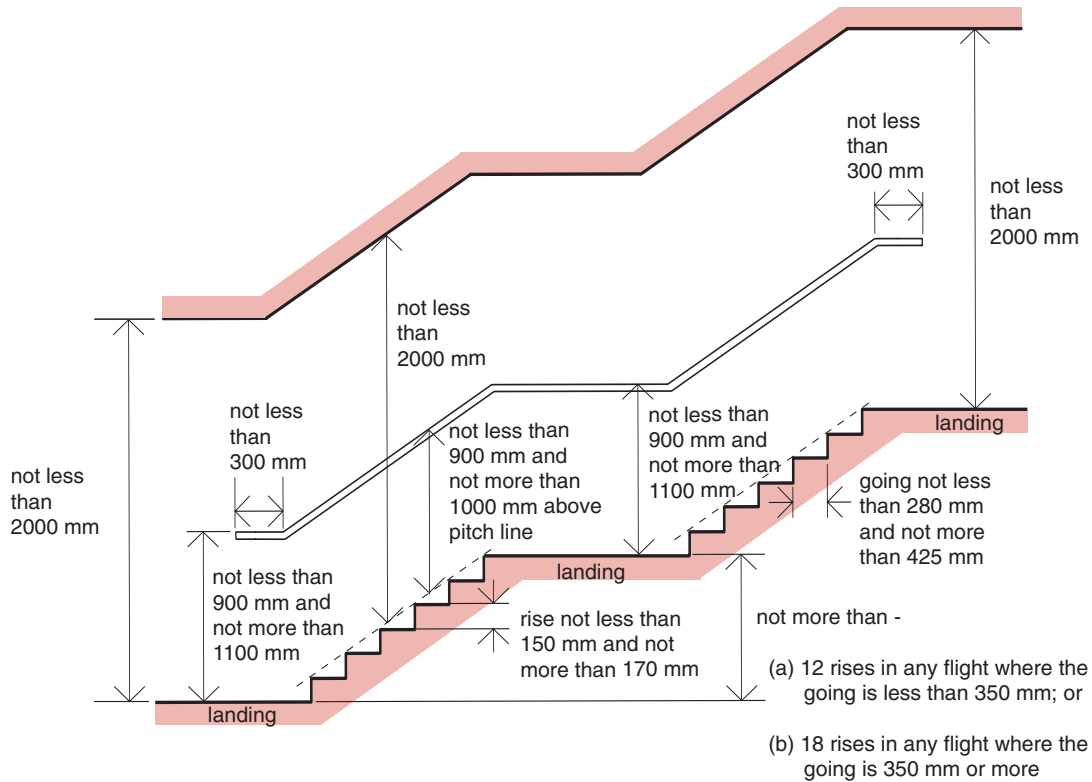 not less
than
300 mm
not less
than
2000 mm
not less
than
2000 mm
not less
than
300 mm
not less than
900 mm and
not more than
1000 mm above
pitch line
not less than
900 mm and
not more than
1100 mm
landing
not less
than
2000 mm
going not less
than 280 mm
and not more
than 425 mm
not less than
900 mm and
not more than
1100 mm
landing
rise not less than
150 mm and not
more than 170 mm
not more than -
(a) 12 rises in any flight where the
going is less than 350 mm; or
(b) 18 rises in any flight where the
going is 350 mm or more
landing